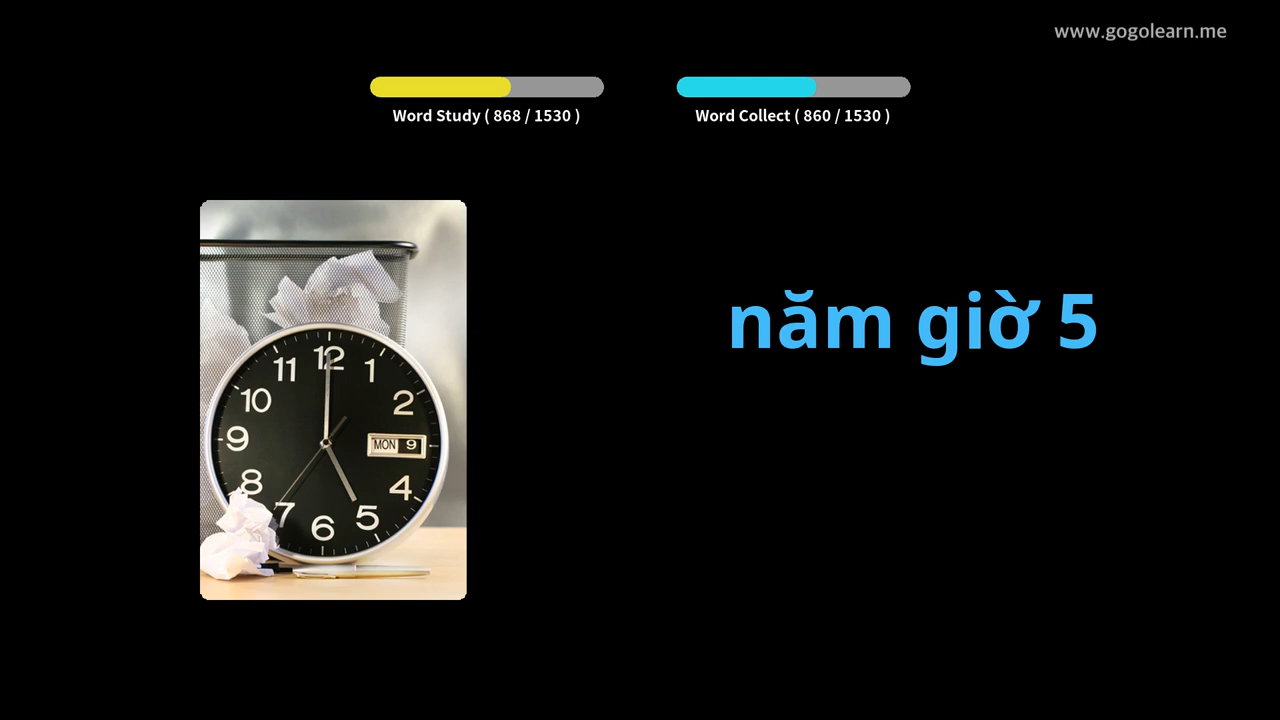 www.gogolearn.me
Word Study ( 868 / 1530 )
Word Collect ( 860 / 1530 )
năm giờ 5
12
11
1
10
2
9
MON 9
8
4
7
5
6